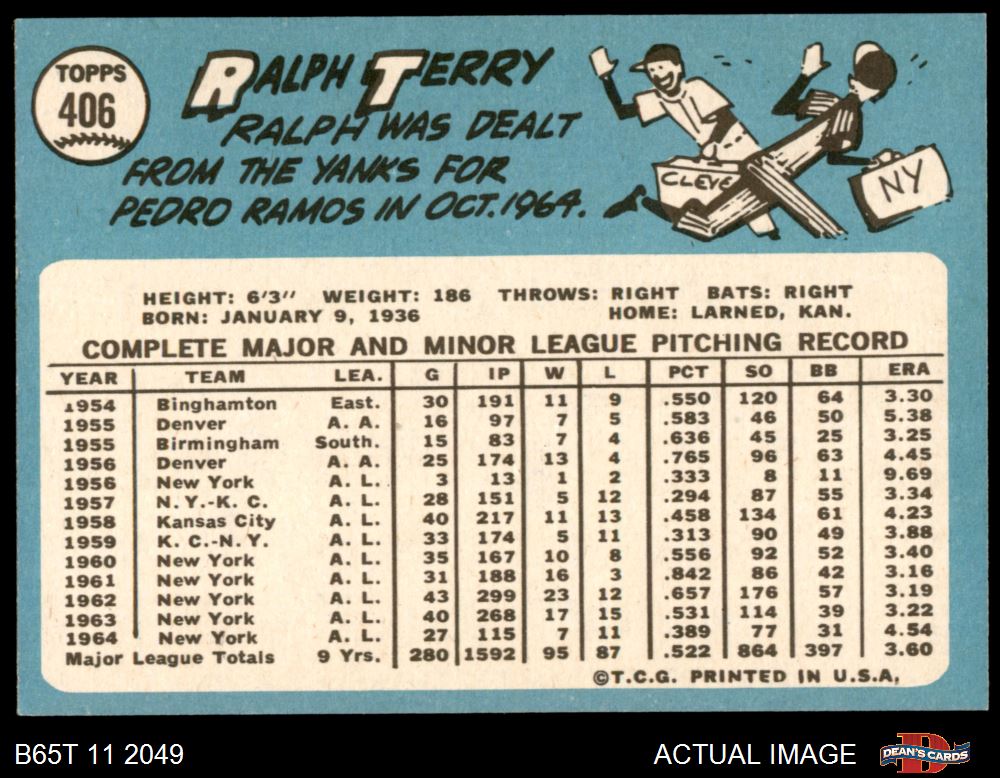 TOPPS
406
RALPH TERRY
RALPH WAS DEALT
FROM THE YANKS FOR
PEDRO RAMOS IN OCT. 1964.
CLEVE
NY
HEIGHT: 6'3" WEIGHT: 186 THROWS: RIGHT BATS: RIGHT
BORN: JANUARY 9, 1936 HOME: LARNED, KAN.
COMPLETE MAJOR AND MINOR LEAGUE PITCHING RECORD
YEAR TEAM LEA. G IP W L PCT SO BB ERA
1954 Binghamton East. 30 191 11 9 .550 120 64 3.30
1955 Denver A. A. 16 97 7 5 .583 46 50 5.38
1955 Birmingham South. 15 83 7 4 .636 45 25 3.25
1956 Denver A. A. 25 174 13 4 .765 96 63 4.45
1956 New York A. L. 3 13 1 2 .333 8 11 9.69
1957 N. Y.-K. C. A. L. 28 151 5 12 .294 87 55 3.34
1958 Kansas City A. L. 40 217 11 13 .458 134 61 4.23
1959 K. C.-N. Y. A. L. 33 174 5 11 .313 90 49 3.88
1960 New York A. L. 35 167 10 8 .556 92 52 3.40
1961 New York A. L. 31 188 16 3 .842 86 42 3.16
1962 New York A. L. 43 299 23 12 .657 176 57 3.19
1963 New York A. L. 40 268 17 15 .531 114 39 3.22
1964 New York A. L. 27 115 7 11 .389 77 31 4.54
Major League Totals 9 Yrs. 280 1592 95 87 .522 864 397 3.60
©T.C.G. PRINTED IN U.S.A.
B65T 11 2049 ACTUAL IMAGE
DEAN'S CARDS